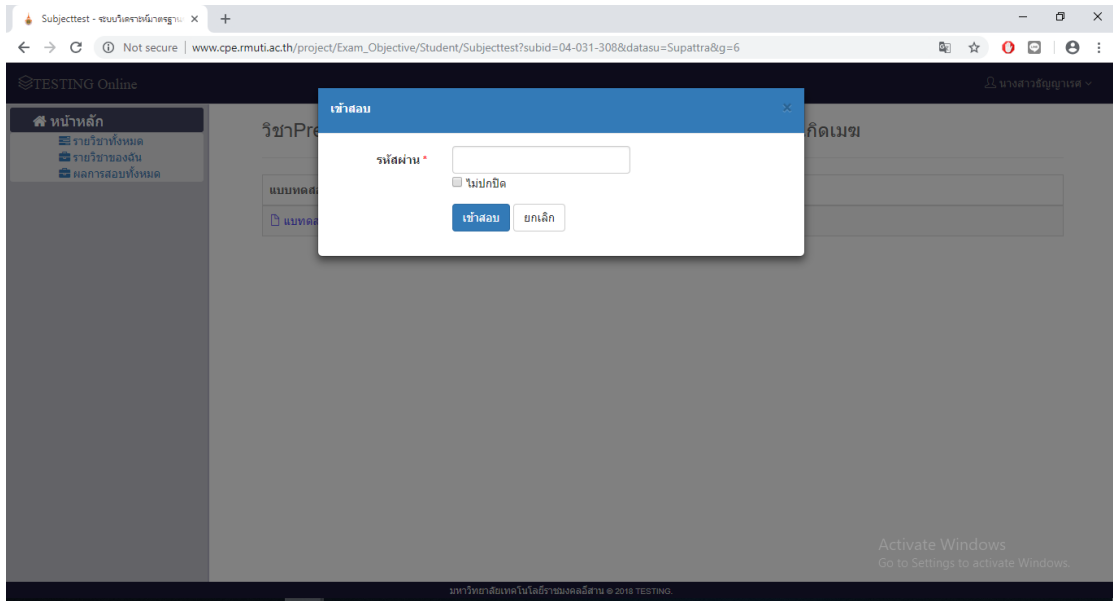 Subjecttest - ระบบวิเคราะห์มาตรฐาน
Not secure | www.cpe.rmuti.ac.th/project/Exam_Objective/Student/Subjecttest?subid=04-031-308&datasu=Supattra&g=6
TESTING Online
นางสาวธัญญาเรศ
หน้าหลัก
รายวิชาทั้งหมด
รายวิชาของฉัน
ผลการสอบทั้งหมด
เข้าสอบ ×
วิชาPre กิดเมฆ
รหัสผ่าน *
ไม่ปกปิด
เข้าสอบ ยกเลิก
แบบทดส
แบทดส
Activate Windows
Go to Settings to activate Windows.
มหาวิทยาลัยเทคโนโลยีราชมงคลอีสาน © 2018 TESTING.